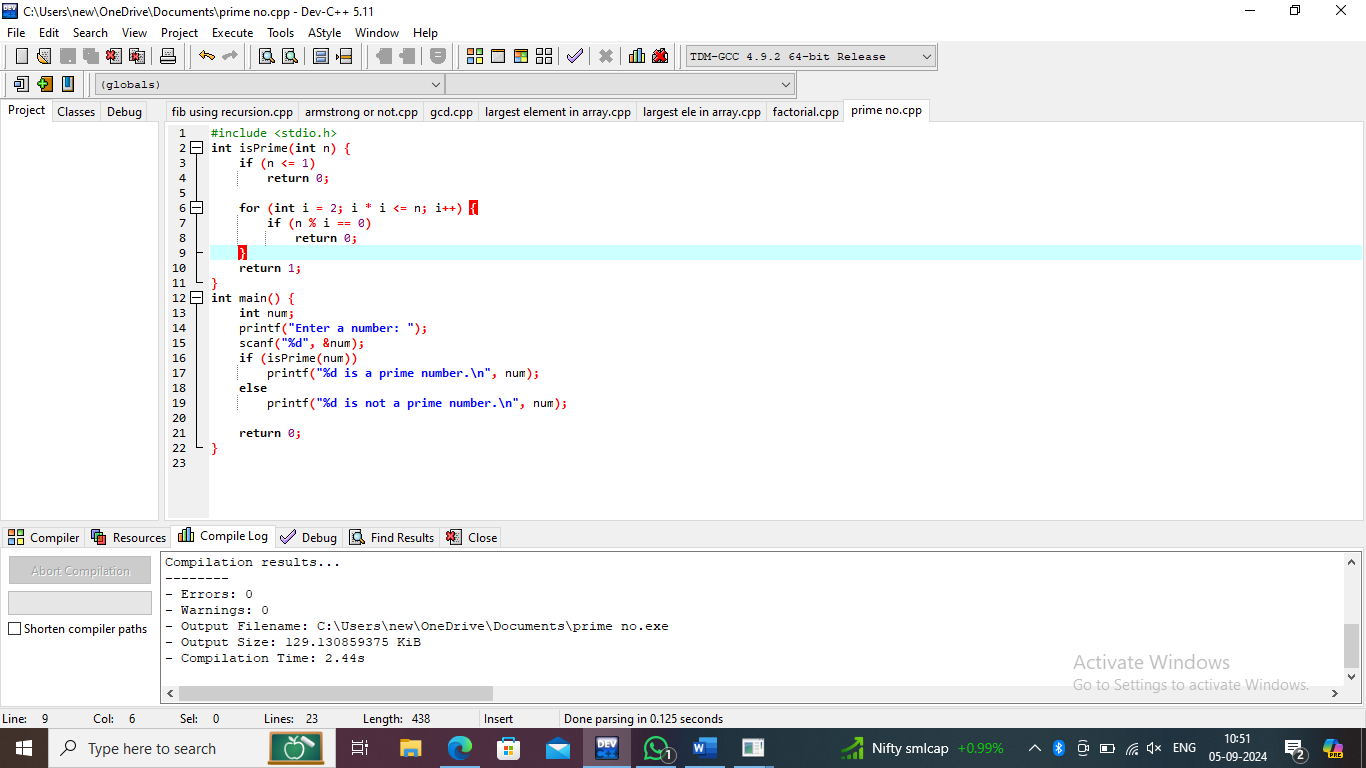 C:\Users\new\OneDrive\Documents\prime no.cpp - Dev-C++ 5.11
File Edit Search View Project Execute Tools AStyle Window Help
TDM-GCC 4.9.2 64-bit Release
(globals)
Project Classes Debug fib using recursion.cpp armstrong or not.cpp gcd.cpp largest element in array.cpp largest ele in array.cpp factorial.cpp prime no.cpp
1 #include <stdio.h>
2 int isPrime(int n) {
3 if (n <= 1)
4 return 0;
5
6 for (int i = 2; i * i <= n; i++) {
7 if (n % i == 0)
8 return 0;
9 }
10 return 1;
11 }
12 int main() {
13 int num;
14 printf("Enter a number: ");
15 scanf("%d", &num);
16 if (isPrime(num))
17 printf("%d is a prime number.\n", num);
18 else
19 printf("%d is not a prime number.\n", num);
20
21 return 0;
22 }
23
Compiler Resources Compile Log Debug Find Results Close
Abort Compilation
Shorten compiler paths
Compilation results...
--------
- Errors: 0
- Warnings: 0
- Output Filename: C:\Users\new\OneDrive\Documents\prime no.exe
- Output Size: 129.130859375 KiB
- Compilation Time: 2.44s
Activate Windows
Go to Settings to activate Windows.
Line: 9 Col: 6 Sel: 0 Lines: 23 Length: 438 Insert Done parsing in 0.125 seconds
Type here to search
DEV
1
Nifty smlcap +0.99%
ENG
10:51
05-09-2024
2
PRE